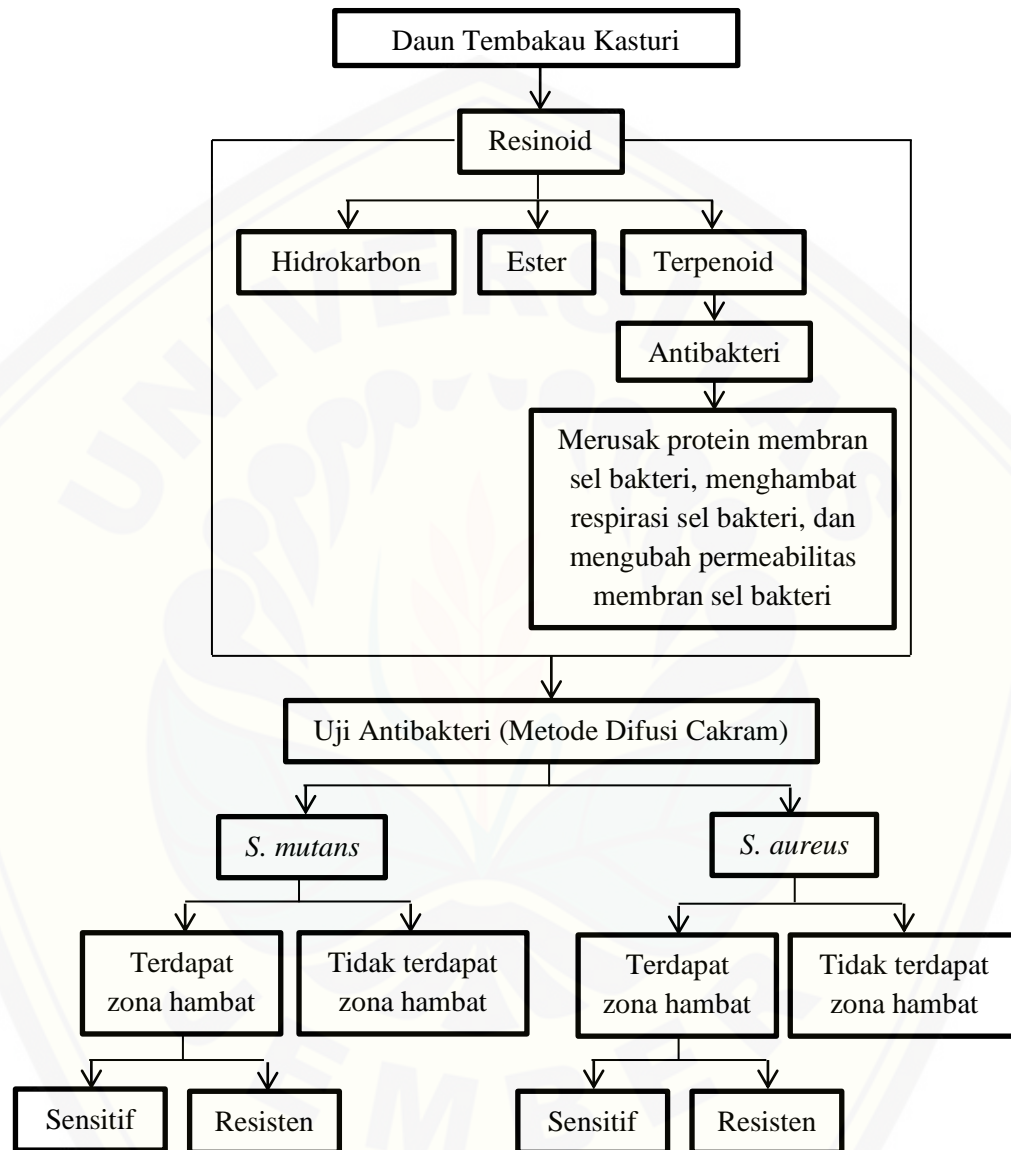 Daun Tembakau Kasturi
Resinoid
Hidrokarbon
Ester
Terpenoid
Antibakteri
Merusak protein membran
sel bakteri, menghambat
respirasi sel bakteri, dan
mengubah permeabilitas
membran sel bakteri
Uji Antibakteri (Metode Difusi Cakram)
S. mutans
S. aureus
Terdapat
zona hambat
Tidak terdapat
zona hambat
Terdapat
zona hambat
Tidak terdapat
zona hambat
Sensitif
Resisten
Sensitif
Resisten
UNIVERSITAS
JEMBER